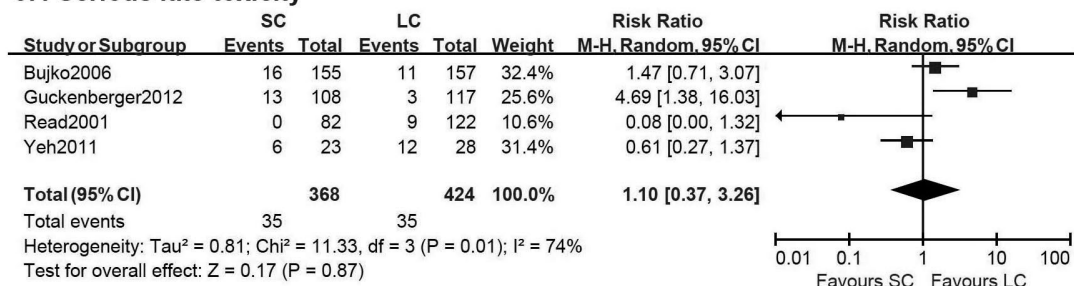 SC LC Risk Ratio Risk Ratio
Study or Subgroup Events Total Events Total Weight M-H, Random, 95% CI M-H, Random, 95% CI
Bujko2006 16 155 11 157 32.4% 1.47 [0.71, 3.07]
Guckenberger2012 13 108 3 117 25.6% 4.69 [1.38, 16.03]
Read2001 0 82 9 122 10.6% 0.08 [0.00, 1.32]
Yeh2011 6 23 12 28 31.4% 0.61 [0.27, 1.37]
Total (95% CI) 368 424 100.0% 1.10 [0.37, 3.26]
Total events 35 35
Heterogeneity: Tau² = 0.81; Chi² = 11.33, df = 3 (P = 0.01); I² = 74%
Test for overall effect: Z = 0.17 (P = 0.87)
0.01 0.1 1 10 100
Favours SC Favours LC